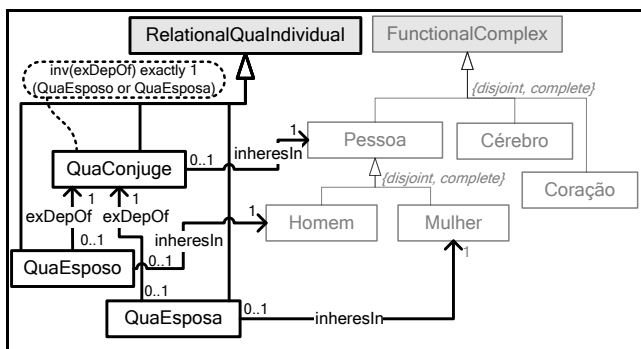 RelationalQuaIndividual
FunctionalComplex
inv(exDepOf) exactly 1
(QuaEsposo or QuaEsposa)
{disjoint, complete}
1
Pessoa
Cérebro
QuaConjuge
0..1
inheresIn
{disjoint, complete}
Coração
1
1
exDepOf
exDepOf
1
Homem
Mulher
0..1
inheresIn
1
QuaEsposo
0..1
0..1
QuaEsposa
0..1
inheresIn